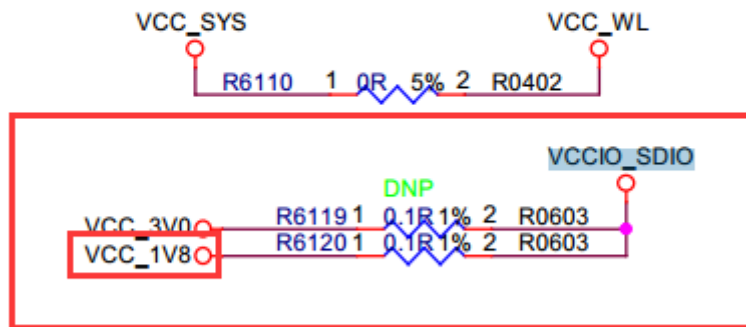 VCC_SYS VCC_WL
R6110 1 0R 5% 2 R0402
VCCIO_SDIO
DNP
VCC_3V0 R6119 1 0.1R 1% 2 R0603
VCC_1V8 R6120 1 0.1R 1% 2 R0603